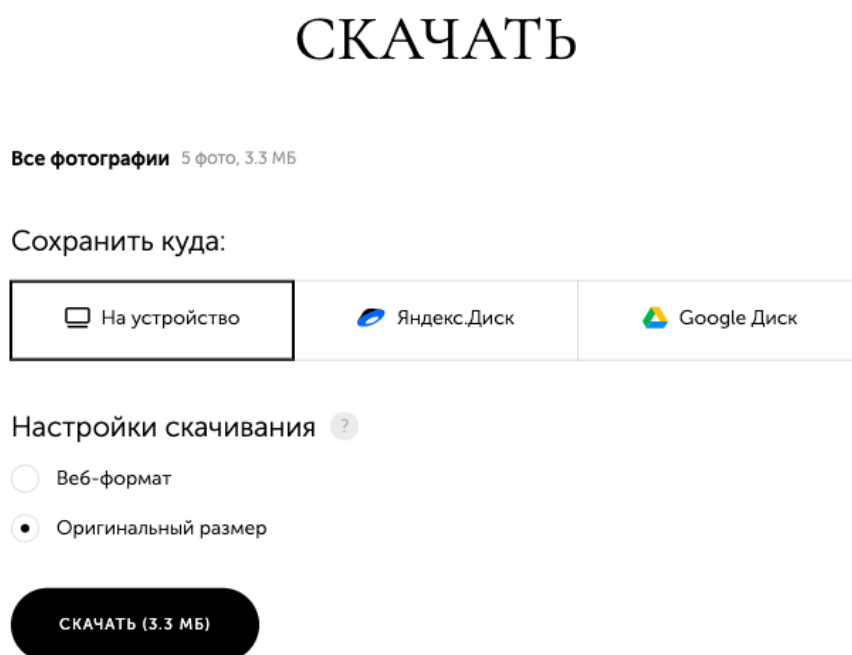 СКАЧАТЬ
Все фотографии 5 фото, 3.3 МБ
Сохранить куда:
На устройство Яндекс.Диск Google Диск
Настройки скачивания ?
Веб-формат
Оригинальный размер
СКАЧАТЬ (3.3 МБ)